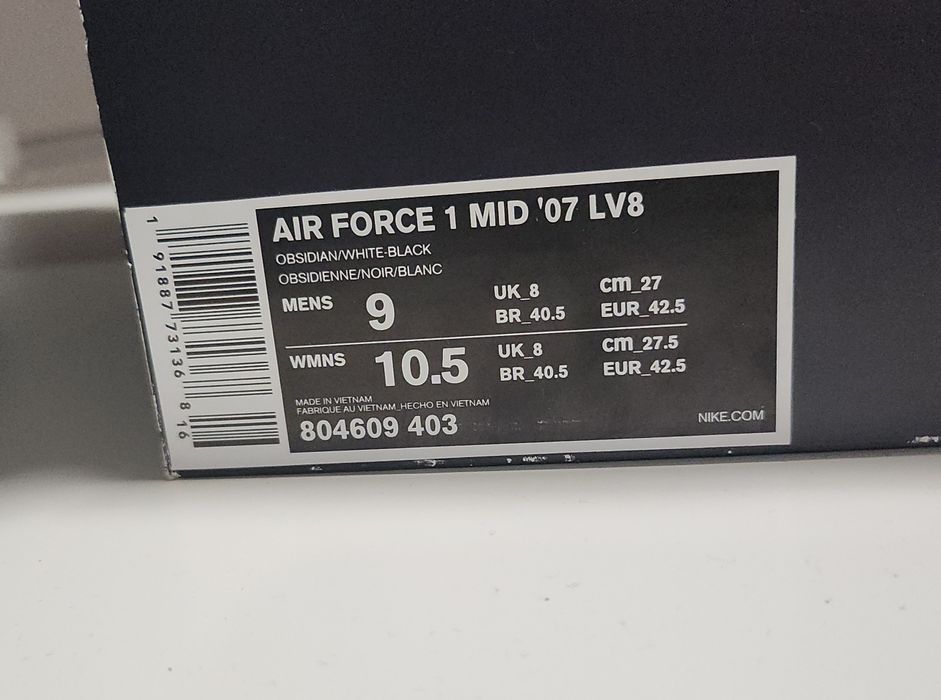 AIR FORCE 1 MID '07 LV8
OBSIDIAN/WHITE-BLACK
OBSIDIENNE/NOIR/BLANC
MENS 9 UK_8 cm_27
BR_40.5 EUR_42.5
WMNS 10.5 UK_8 cm_27.5
BR_40.5 EUR_42.5
MADE IN VIETNAM
FABRIQUE AU VIETNAM_HECHO EN VIETNAM
804609 403
NIKE.COM
1 91887 73136 8 16